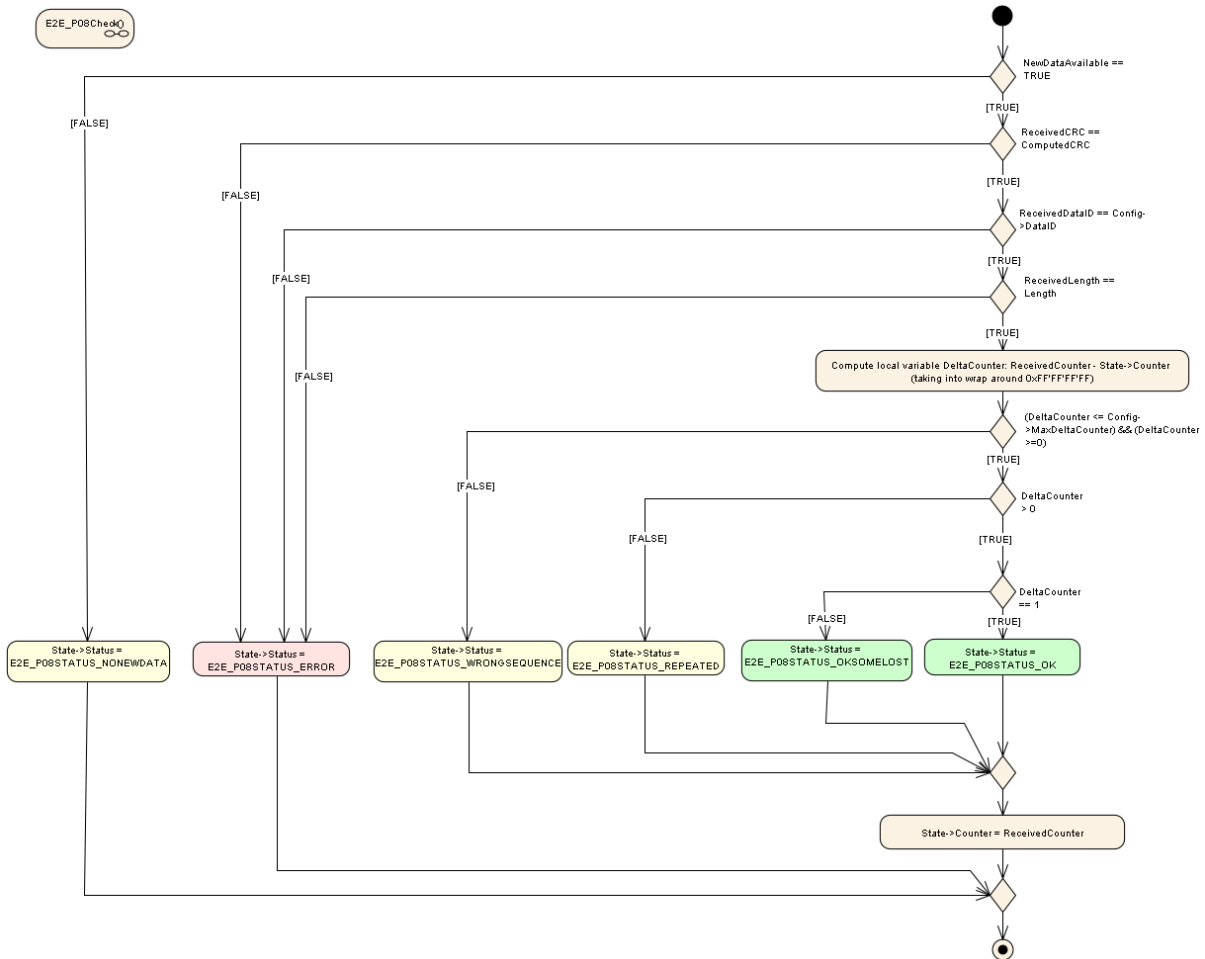 E2E_P08Check()
NewDataAvailable ==
TRUE
[FALSE]
[TRUE]
ReceivedCRC ==
ComputedCRC
[FALSE]
[TRUE]
ReceivedDataID == Config-
>DataID
[FALSE]
[TRUE]
ReceivedLength ==
Length
[TRUE]
[FALSE]
Compute local variable DeltaCounter: ReceivedCounter - State->Counter
(taking into wrap around 0xFF'FF'FF'FF)
(DeltaCounter <= Config-
>MaxDeltaCounter) && (DeltaCounter
>=0)
[TRUE]
[FALSE]
DeltaCounter
> 0
[FALSE]
[TRUE]
DeltaCounter
== 1
[FALSE]
[TRUE]
State->Status =
E2E_P08STATUS_NONEWDATA
State->Status =
E2E_P08STATUS_ERROR
State->Status =
E2E_P08STATUS_WRONGSEQUENCE
State->Status =
E2E_P08STATUS_REPEATED
State->Status =
E2E_P08STATUS_OKSOMELOST
State->Status =
E2E_P08STATUS_OK
State->Counter = ReceivedCounter